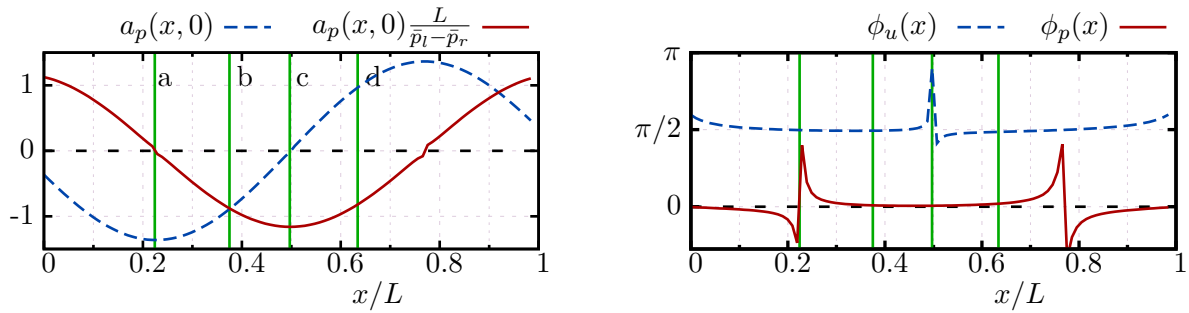 a_p(x, 0) a_p(x, 0) L / (p̄_l − p̄_r)
1
0
-1
a
b
c
d
0 0.2 0.4 0.6 0.8 1
x/L
ϕ_u(x) ϕ_p(x)
π
π/2
0
0 0.2 0.4 0.6 0.8 1
x/L